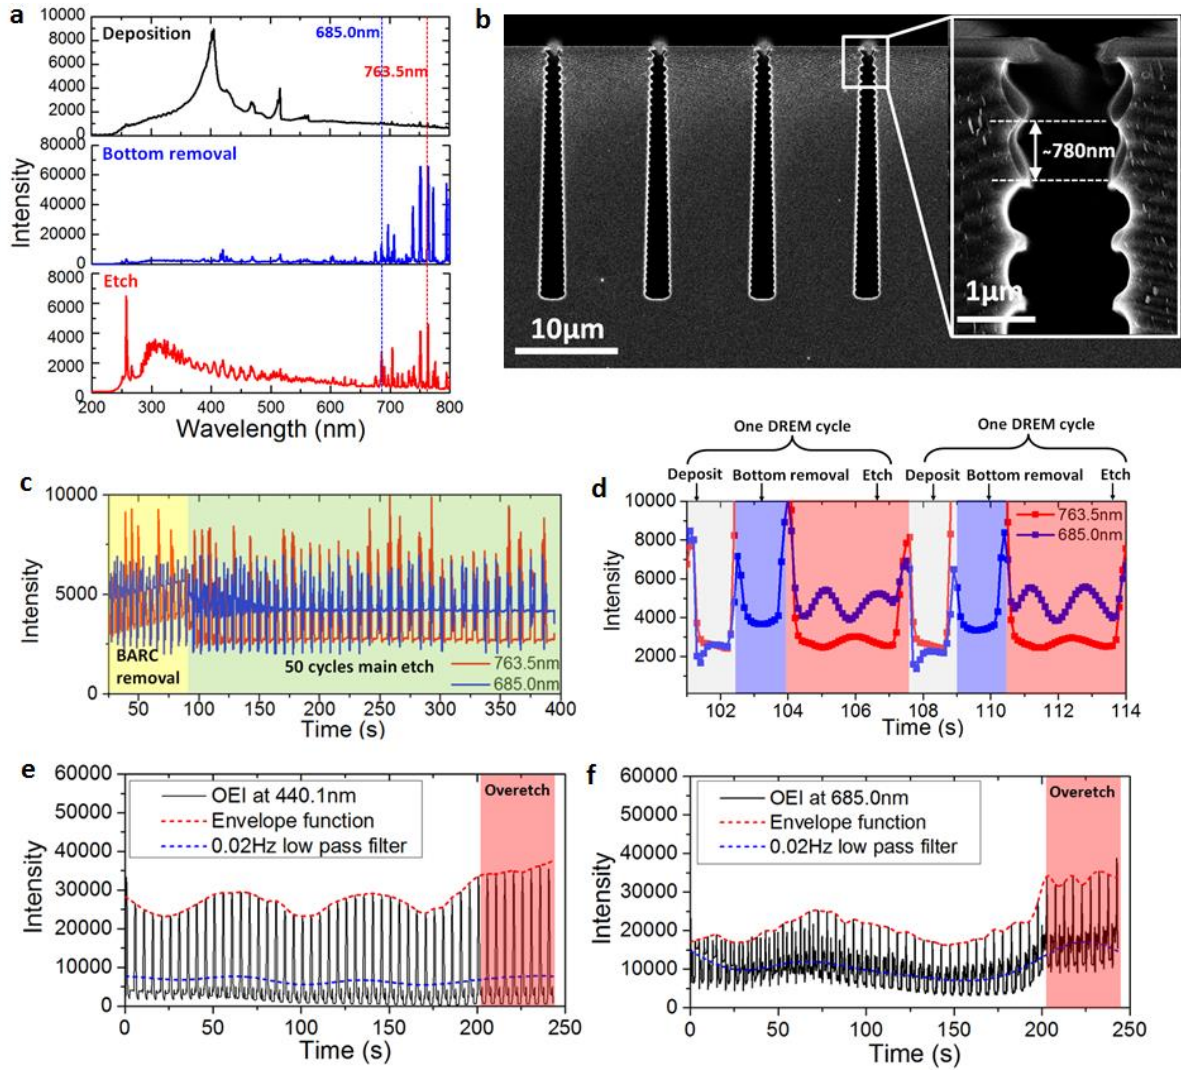 a
Deposition
685.0nm
763.5nm
10000
8000
6000
4000
2000
0
Bottom removal
80000
60000
40000
20000
0
Etch
8000
6000
4000
2000
0
200 300 400 500 600 700 800
Intensity
Wavelength (nm)
b
10μm
~780nm
1μm
c
10000
5000
0
BARC
removal
50 cycles main etch
763.5nm
685.0nm
50 100 150 200 250 300 350 400
Intensity
Time (s)
One DREM cycle
One DREM cycle
Deposit Bottom removal Etch Deposit Bottom removal Etch
d
10000
8000
6000
4000
2000
763.5nm
685.0nm
102 104 106 108 110 112 114
Intensity
Time (s)
e
60000
50000
40000
30000
20000
10000
0
OEI at 440.1nm
Envelope function
0.02Hz low pass filter
Overetch
0 50 100 150 200 250
Intensity
Time (s)
f
60000
50000
40000
30000
20000
10000
0
OEI at 685.0nm
Envelope function
0.02Hz low pass filter
Overetch
0 50 100 150 200 250
Intensity
Time (s)